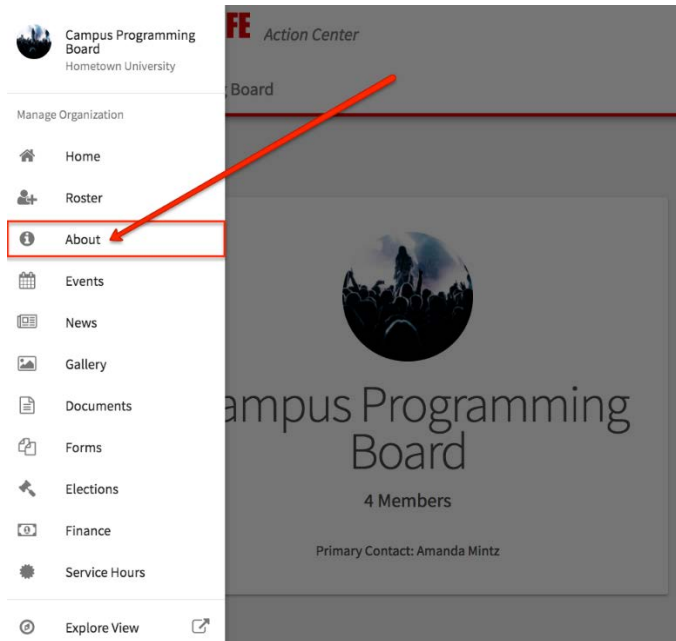 Campus Programming
Board
Hometown University
FE Action Center
Board
Manage Organization
Home
Roster
About
Events
News
Gallery
Documents
Forms
Elections
Finance
Service Hours
Explore View
ampus Programming
Board
4 Members
Primary Contact: Amanda Mintz